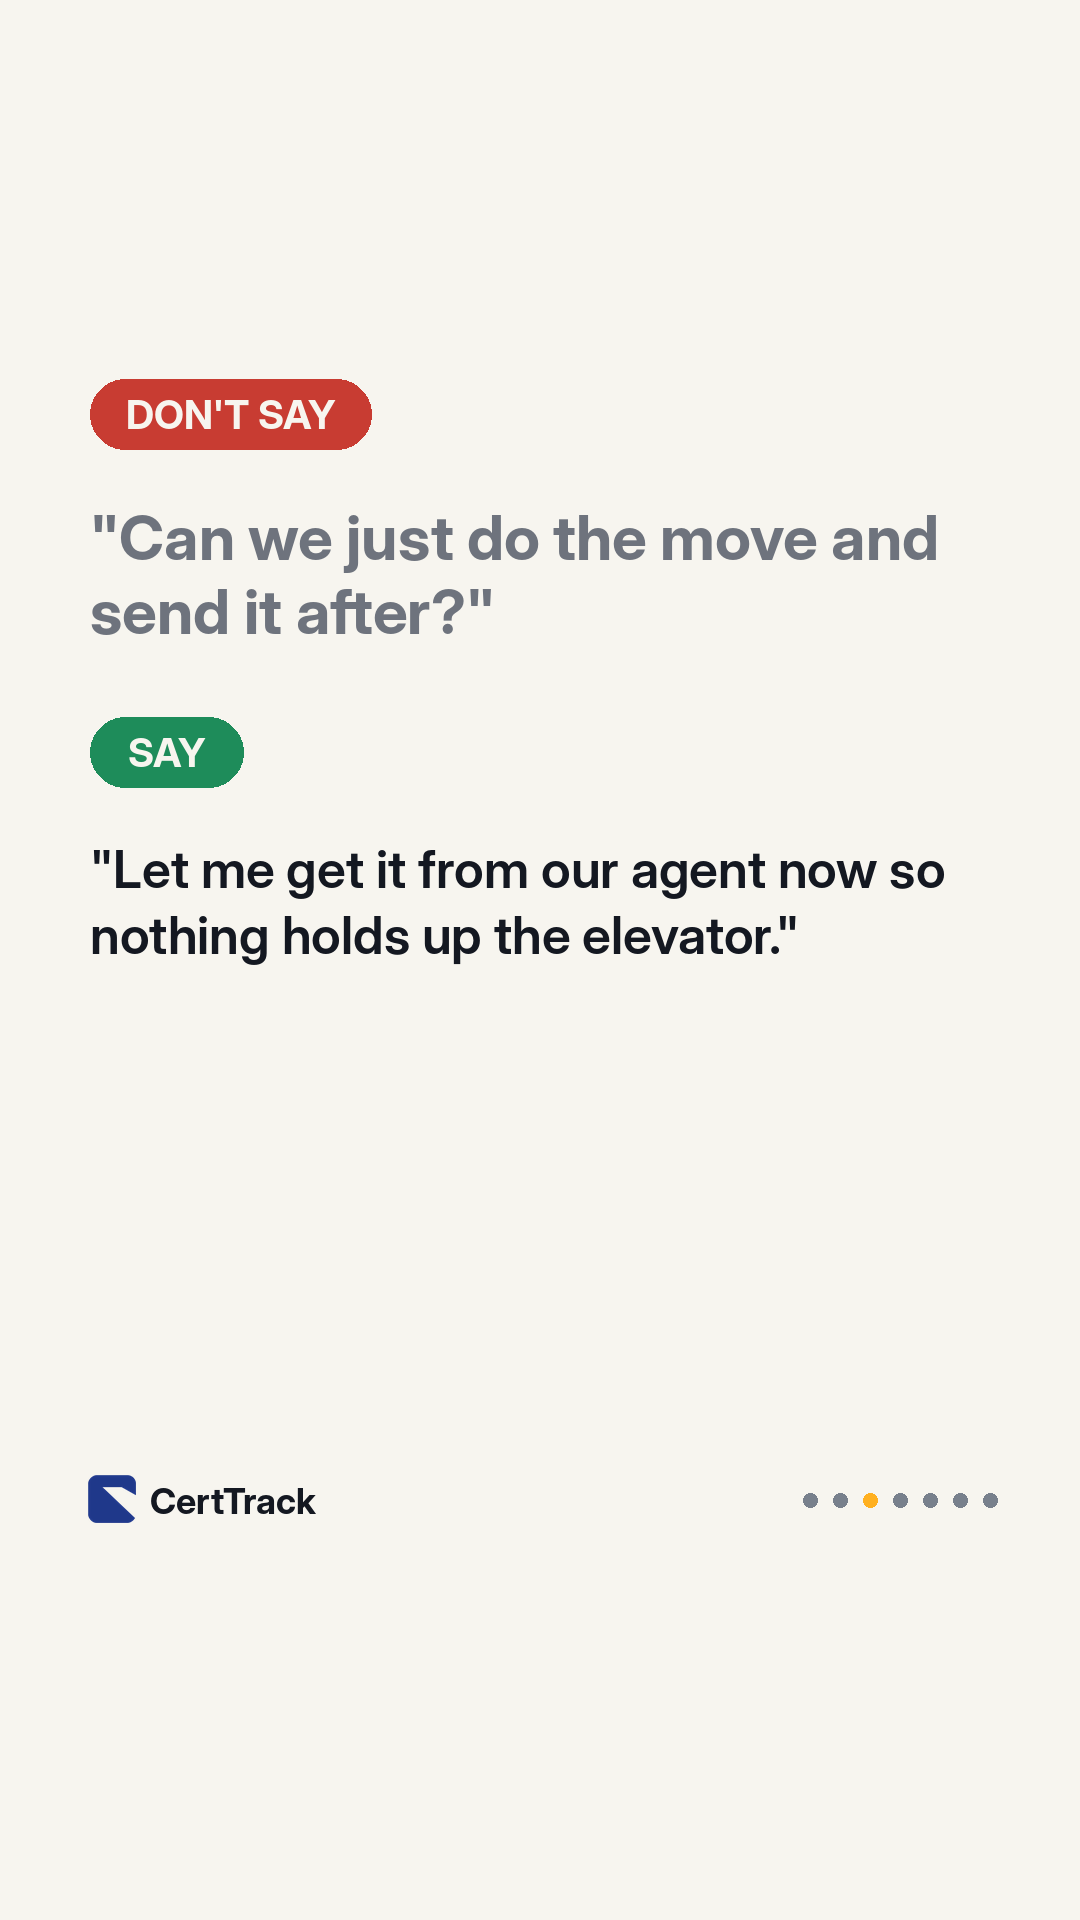 DON'T SAY
"Can we just do the move and
send it after?"
SAY
"Let me get it from our agent now so
nothing holds up the elevator."
CertTrack